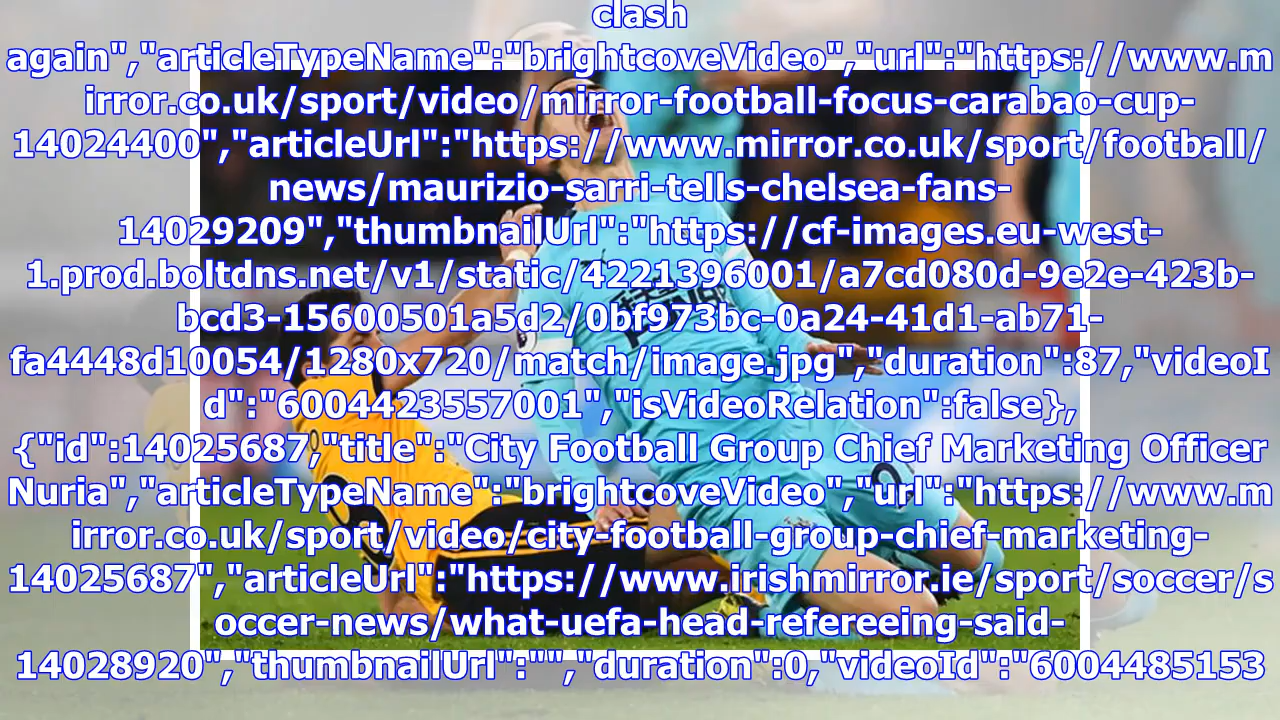 clash
again","articleTypeName":"brightcoveVideo","url":"https://www.m
irror.co.uk/sport/video/mirror-football-focus-carabao-cup-
14024400","articleUrl":"https://www.mirror.co.uk/sport/football/
news/maurizio-sarri-tells-chelsea-fans-
14029209","thumbnailUrl":"https://cf-images.eu-west-
1.prod.boltdns.net/v1/static/4221396001/a7cd080d-9e2e-423b-
bcd3-15600501a5d2/0bf973bc-0a24-41d1-ab71-
fa4448d10054/1280x720/match/image.jpg","duration":87,"videoI
d":"6004423557001","isVideoRelation":false},
{"id":14025687,"title":"City Football Group Chief Marketing Officer
Nuria","articleTypeName":"brightcoveVideo","url":"https://www.m
irror.co.uk/sport/video/city-football-group-chief-marketing-
14025687","articleUrl":"https://www.irishmirror.ie/sport/soccer/s
occer-news/what-uefa-head-refereeing-said-
14028920","thumbnailUrl":"","duration":0,"videoId":"6004485153